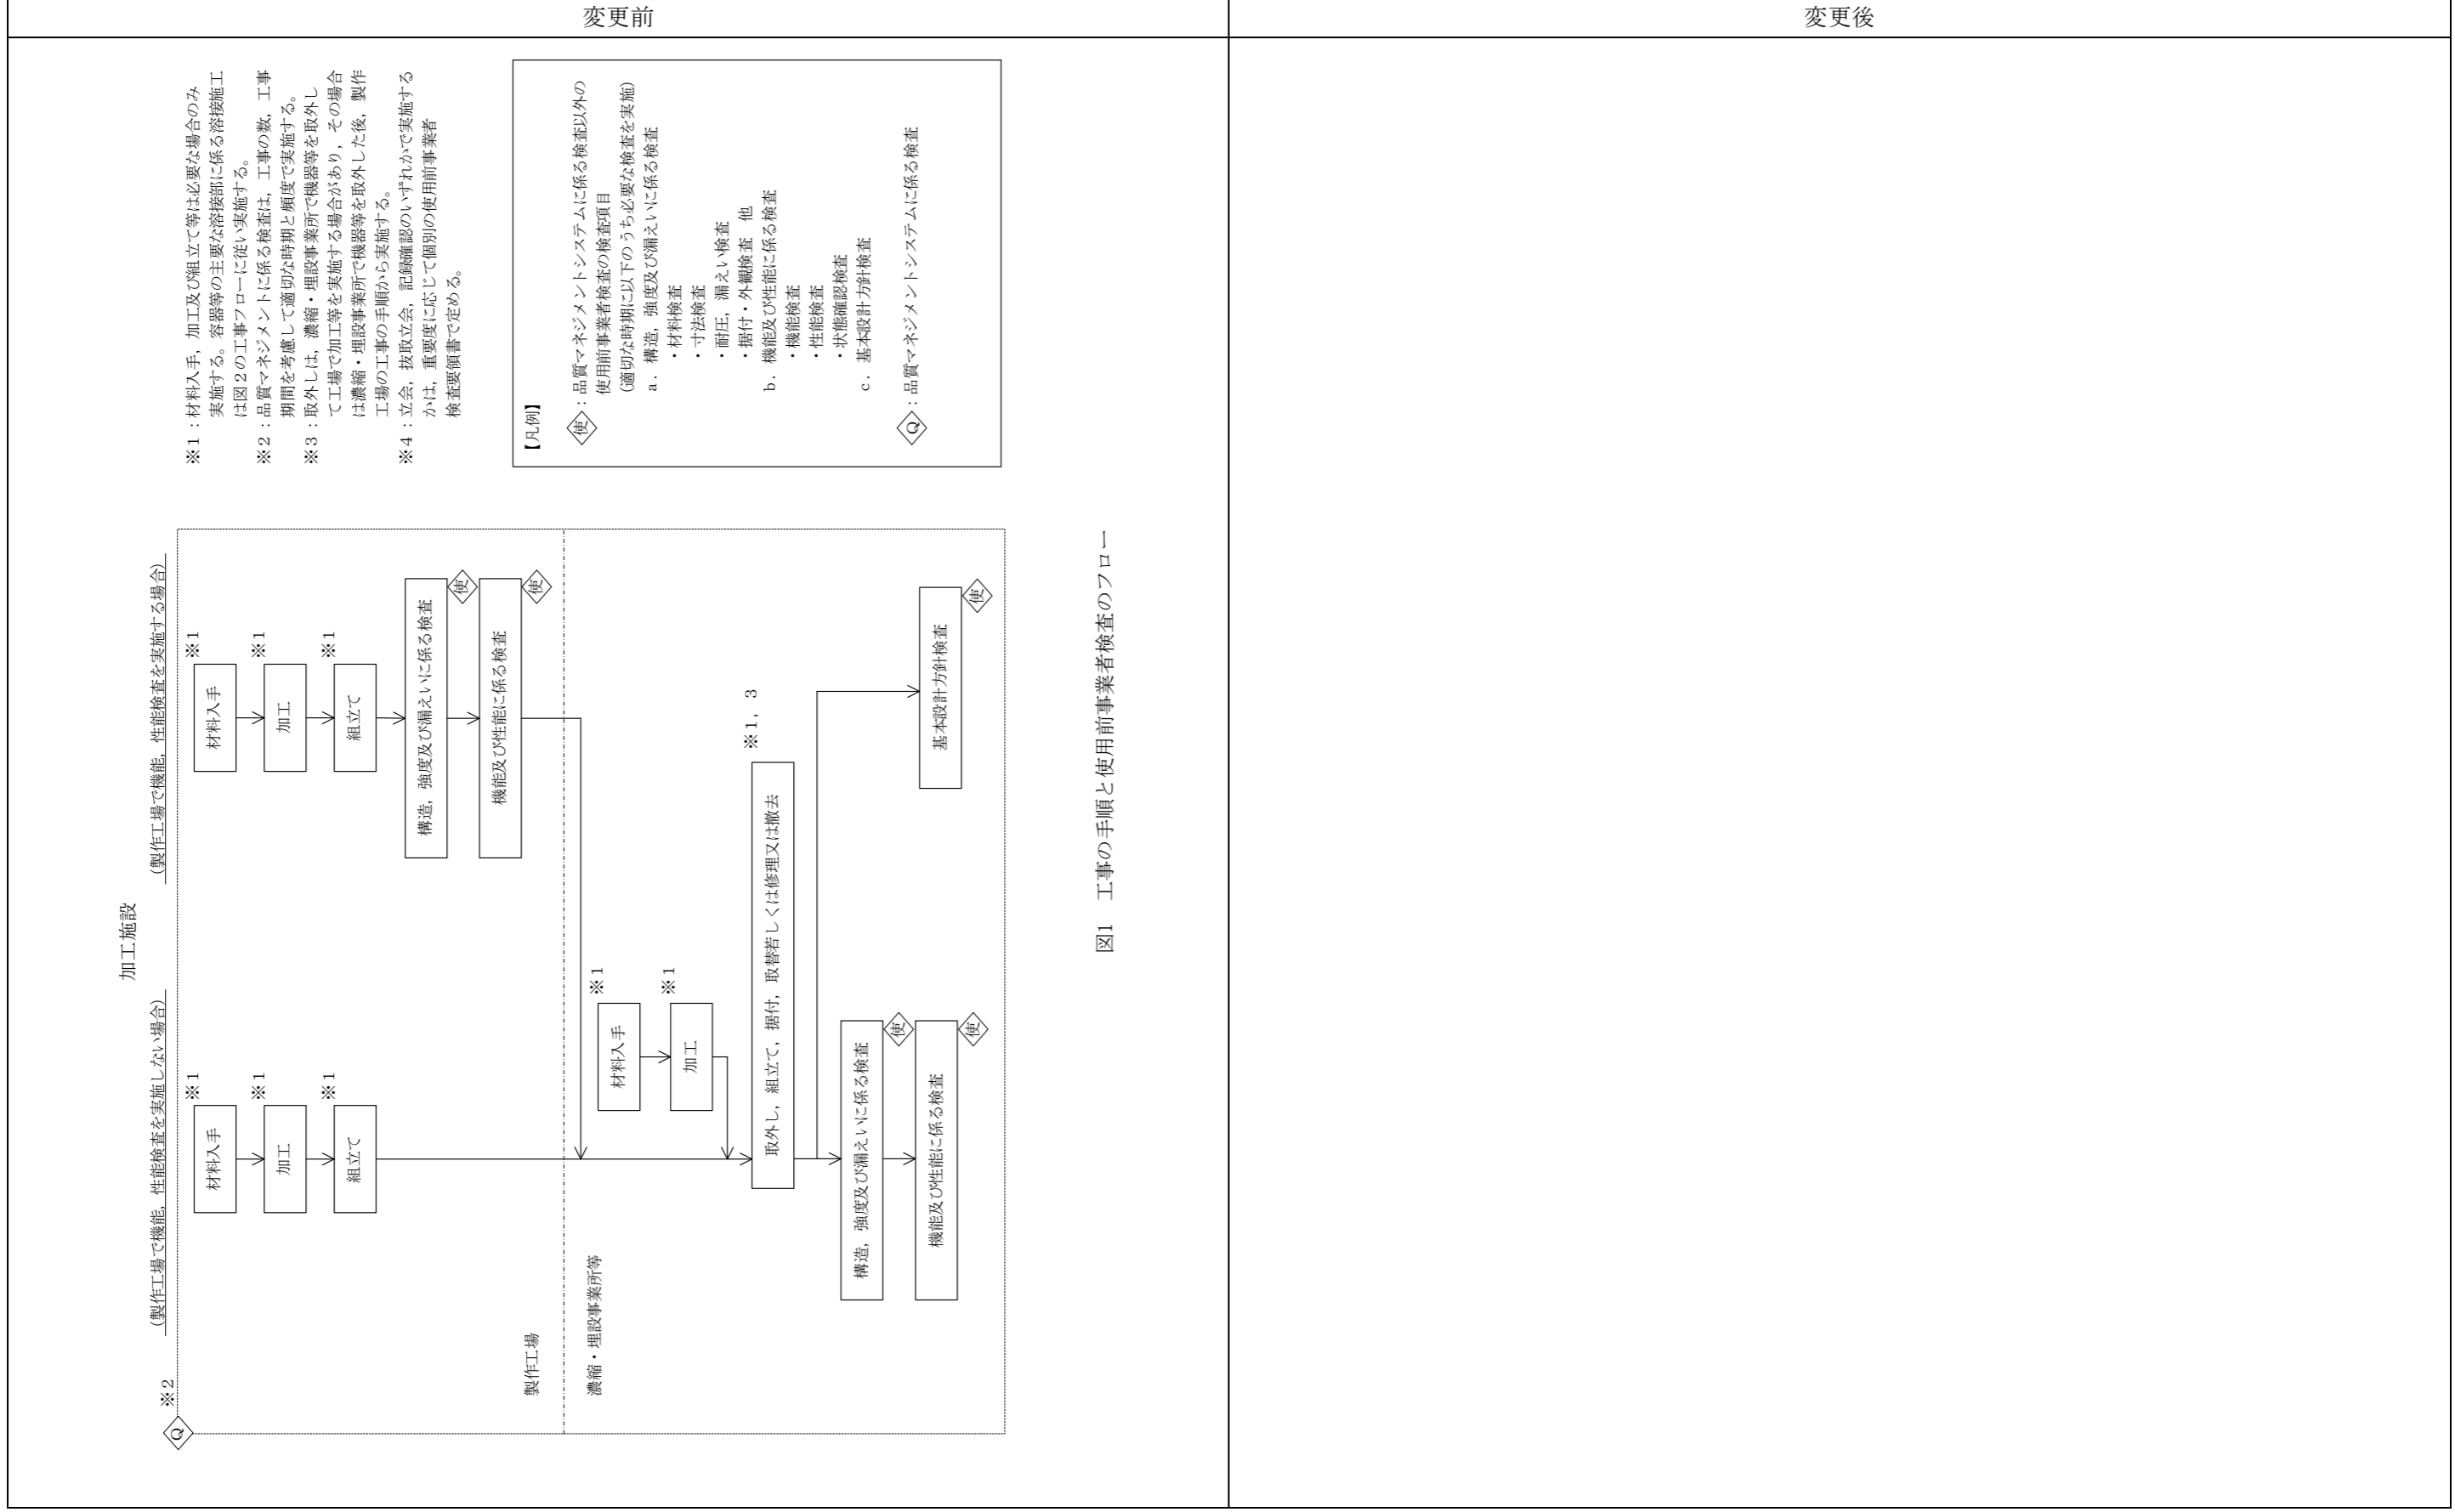 変更前
変更後
加工施設
(製作工場で機能,性能検査を実施しない場合)
(製作工場で機能,性能検査を実施する場合)
※2
Q
材料入手
※1
加工
※1
組立て
※1
材料入手
※1
加工
※1
組立て
※1
構造,強度及び漏えいに係る検査
使
機能及び性能に係る検査
使
製作工場
濃縮・埋設事業所等
材料入手
※1
加工
※1
取外し,組立て,据付,取替若しくは修理又は撤去
※1,3
構造,強度及び漏えいに係る検査
使
機能及び性能に係る検査
使
基本設計方針検査
使
※1:材料入手,加工及び組立て等は必要な場合のみ
実施する。容器等の主要な溶接部に係る溶接施工
は図2の工事フローに従い実施する。
※2:品質マネジメントに係る検査は,工事の数,工事
期間を考慮して適切な時期と頻度で実施する。
※3:取外しは,濃縮・埋設事業所で機器等を取外し
て工場で加工等を実施する場合があり,その場合
は濃縮・埋設事業所で機器等を取外した後,製作
工場の工事の手順から実施する。
※4:立会,抜取立会,記録確認のいずれかで実施する
かは,重要度に応じて個別の使用前事業者
検査要領書で定める。
【凡例】
使:品質マネジメントシステムに係る検査以外の
使用前事業者検査の検査項目
(適切な時期に以下のうち必要な検査を実施)
a.構造,強度及び漏えいに係る検査
・材料検査
・寸法検査
・耐圧,漏えい検査
・据付・外観検査 他
b.機能及び性能に係る検査
・機能検査
・性能検査
・状態確認検査
c.基本設計方針検査
Q:品質マネジメントシステムに係る検査
図1 工事の手順と使用前事業者検査のフロー